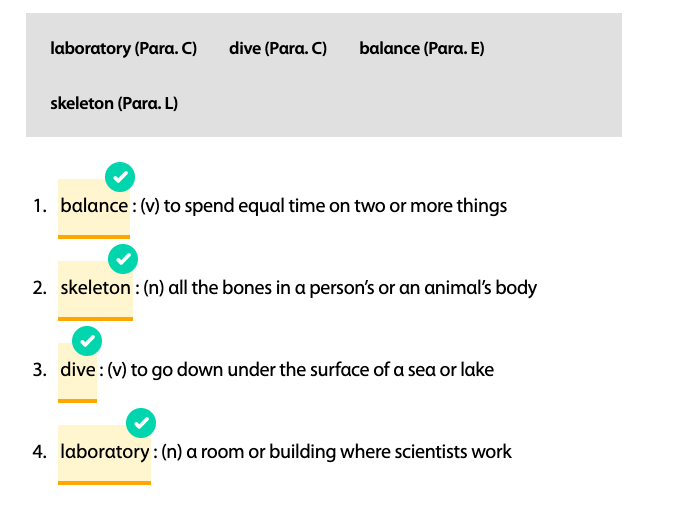 laboratory (Para. C) dive (Para. C) balance (Para. E)
skeleton (Para. L)
1. balance : (v) to spend equal time on two or more things
2. skeleton : (n) all the bones in a person’s or an animal’s body
3. dive : (v) to go down under the surface of a sea or lake
4. laboratory : (n) a room or building where scientists work